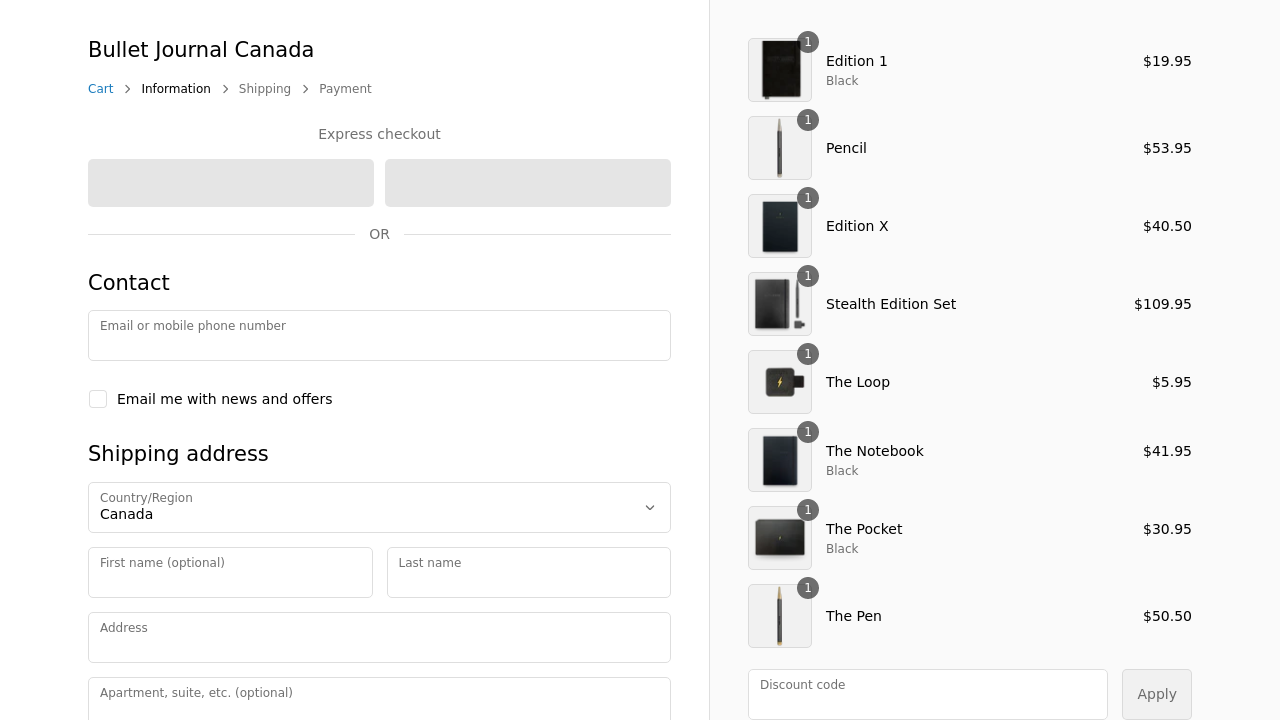 Bullet Journal Canada
Cart
Information
Shipping
Payment
Express checkout
OR
Contact
Email or mobile phone number
Email me with news and offers
Shipping address
Country/Region
Canada
First name (optional)
Last name
Address
Apartment, suite, etc. (optional)
1
Edition 1
Black
$19.95
1
Pencil
$53.95
1
Edition X
$40.50
1
Stealth Edition Set
$109.95
1
The Loop
$5.95
1
The Notebook
Black
$41.95
1
The Pocket
Black
$30.95
1
The Pen
$50.50
Discount code
Apply